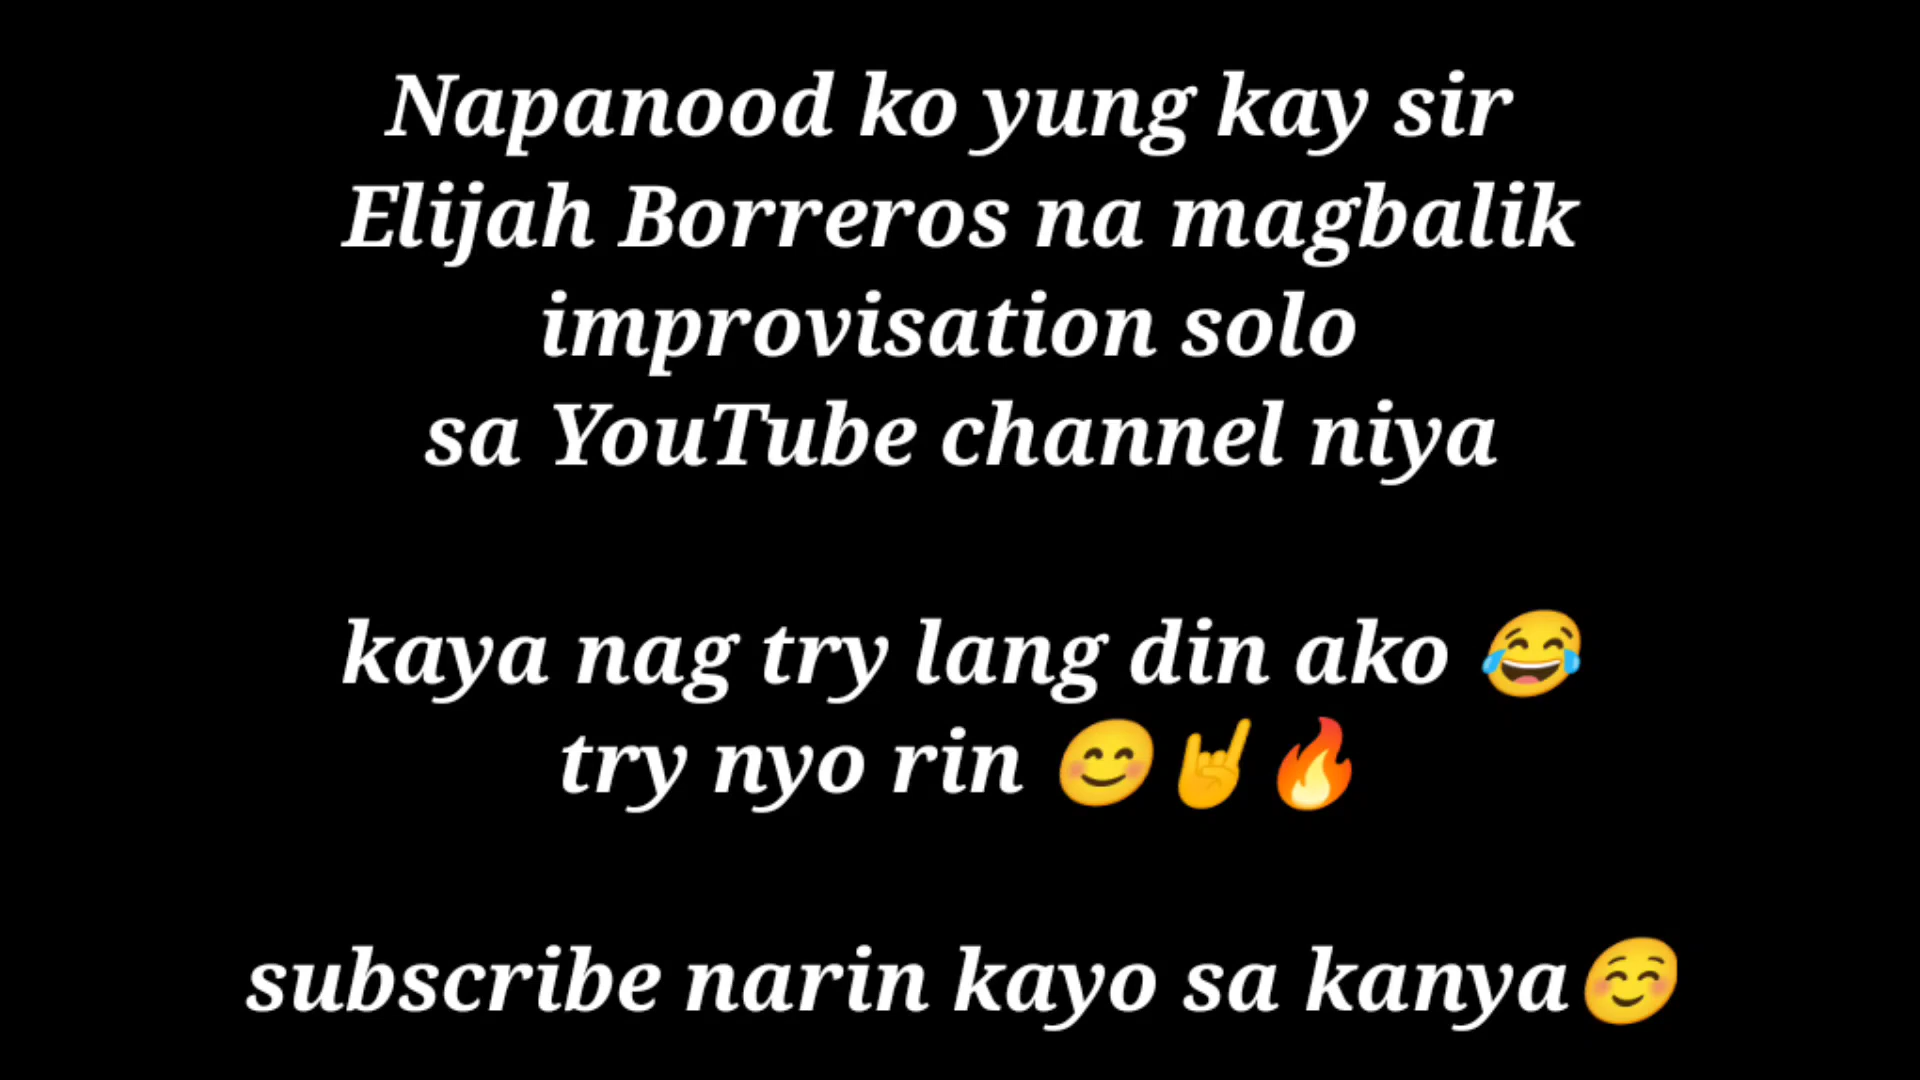 Napanood ko yung kay sir
Elijah Borreros na magbalik
improvisation solo
sa YouTube channel niya
kaya nag try lang din ako 😂
try nyo rin 😊🤘🔥
subscribe narin kayo sa kanya☺️